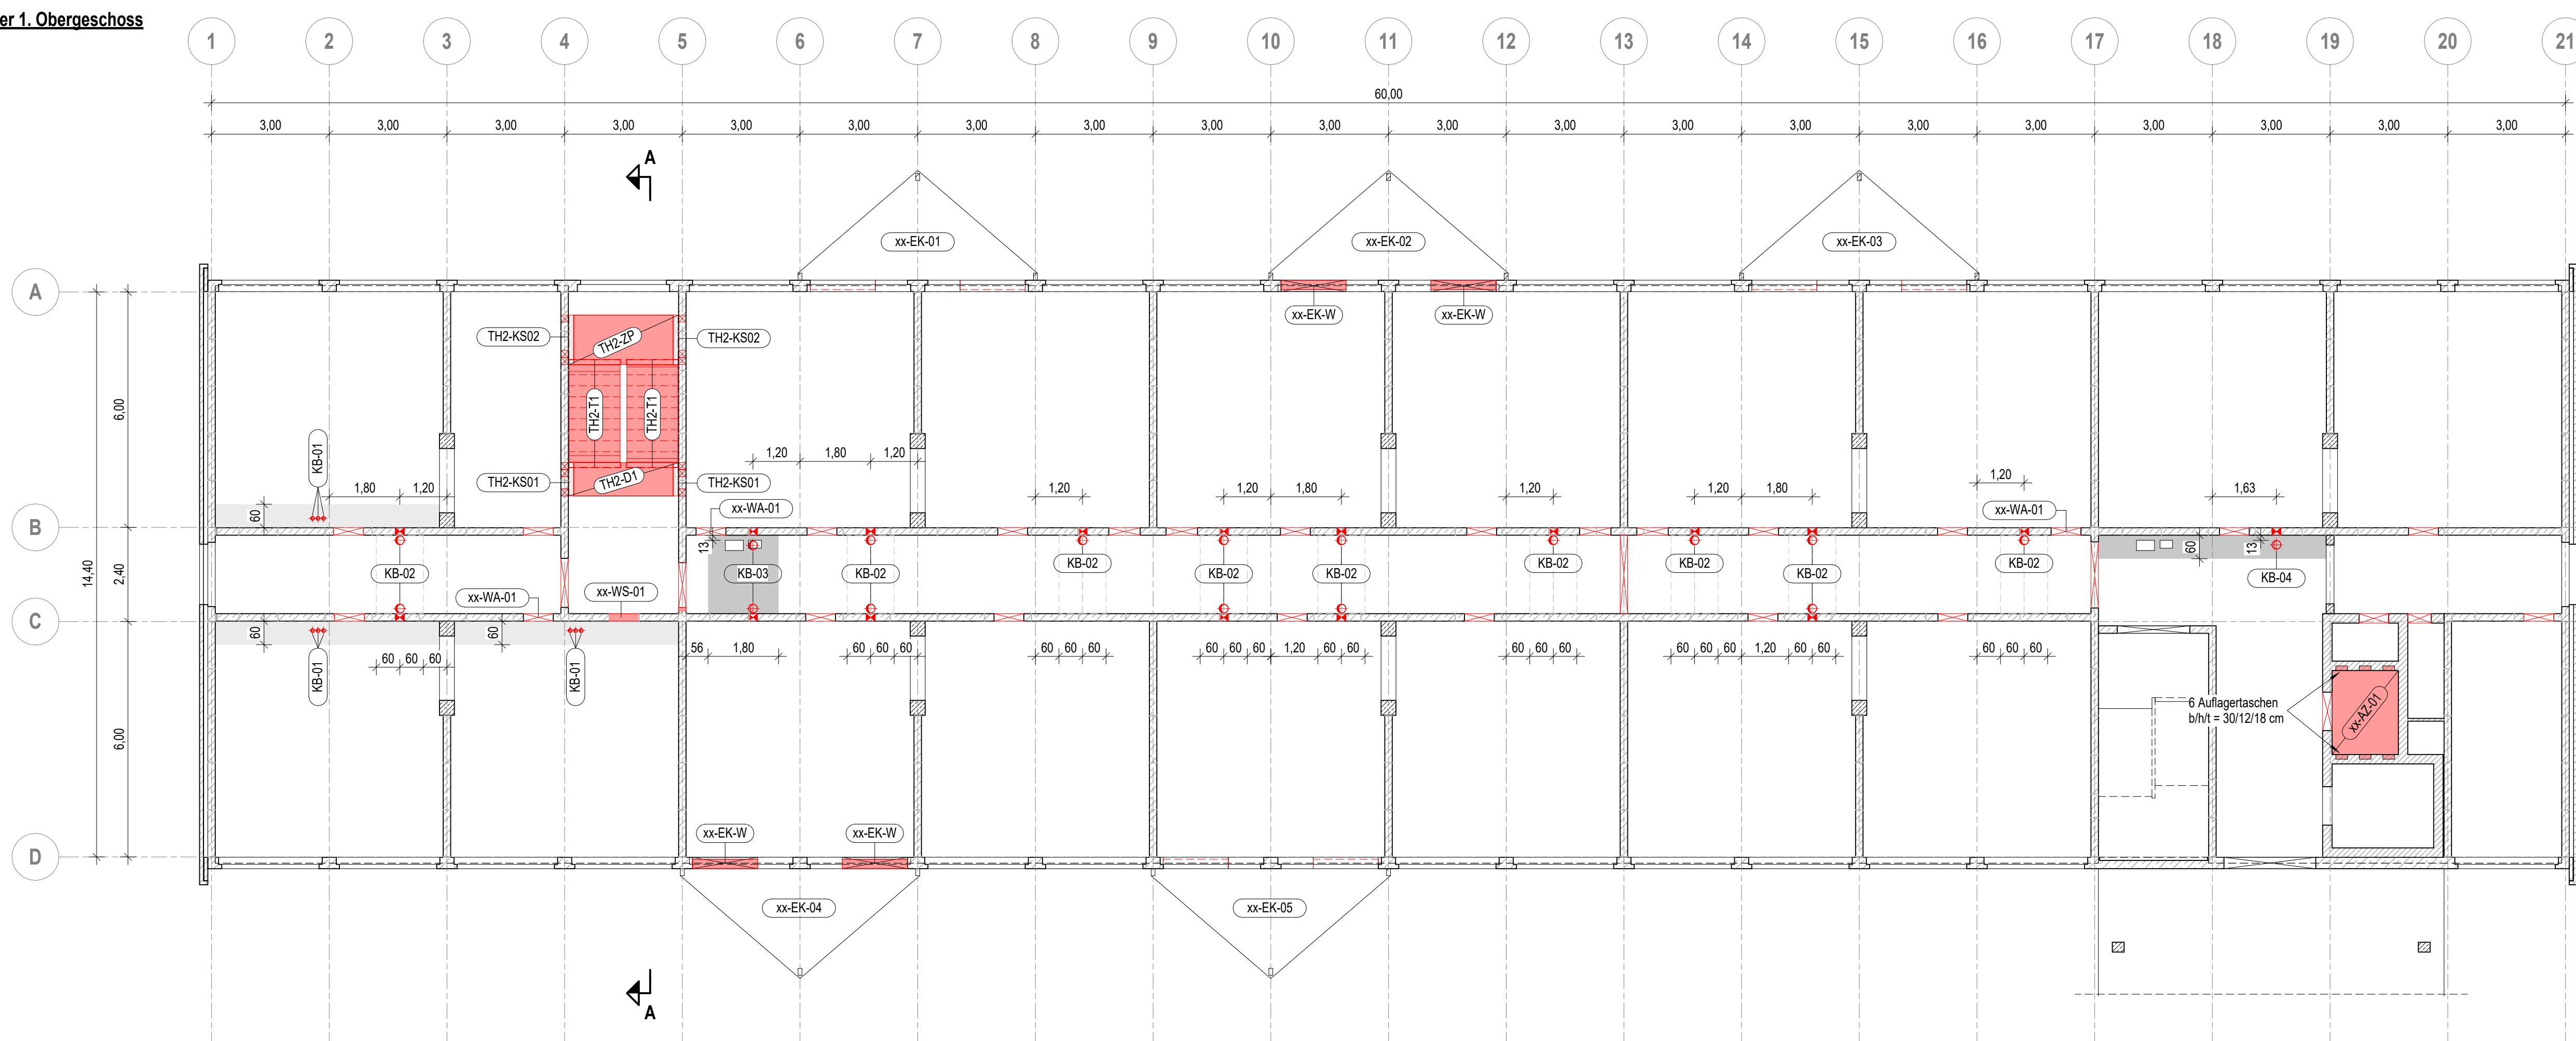 er 1. Obergeschoss
1 2 3 4 5 6 7 8 9 10 11 12 13 14 15 16 17 18 19 20 21
60,00
3,00 3,00 3,00 3,00 3,00 3,00 3,00 3,00 3,00 3,00 3,00 3,00 3,00 3,00 3,00 3,00 3,00 3,00 3,00 3,00
A
xx-EK-01 xx-EK-02 xx-EK-03
A
xx-EK-W xx-EK-W
TH2-KS02 TH2-ZP TH2-KS02
TH2-T1 TH2-T1
6,00
KB-01
1,20 1,80 1,20
TH2-KS01 TH2-D1 TH2-KS01
1,80 1,20 1,20 1,20 1,80 1,20 1,20 1,80 1,20 1,63
60
xx-WA-01 xx-WA-01
B
13 60 13
KB-02 KB-03 KB-02 KB-02 KB-02 KB-02 KB-02 KB-02 KB-02 KB-02 KB-04
14,40
2,40
xx-WA-01 xx-WS-01
C
60 60
60 60 60 56 1,80 60 60 60 60 60 60 60 60 60 1,20 60 60 60 60 60 60 60 60 1,20 60 60 60 60 60
KB-01 KB-01
6 Auflagertaschen
b/h/t = 30/12/18 cm
xx-AZ-01
6,00
xx-EK-W xx-EK-W
D
xx-EK-04 xx-EK-05
A